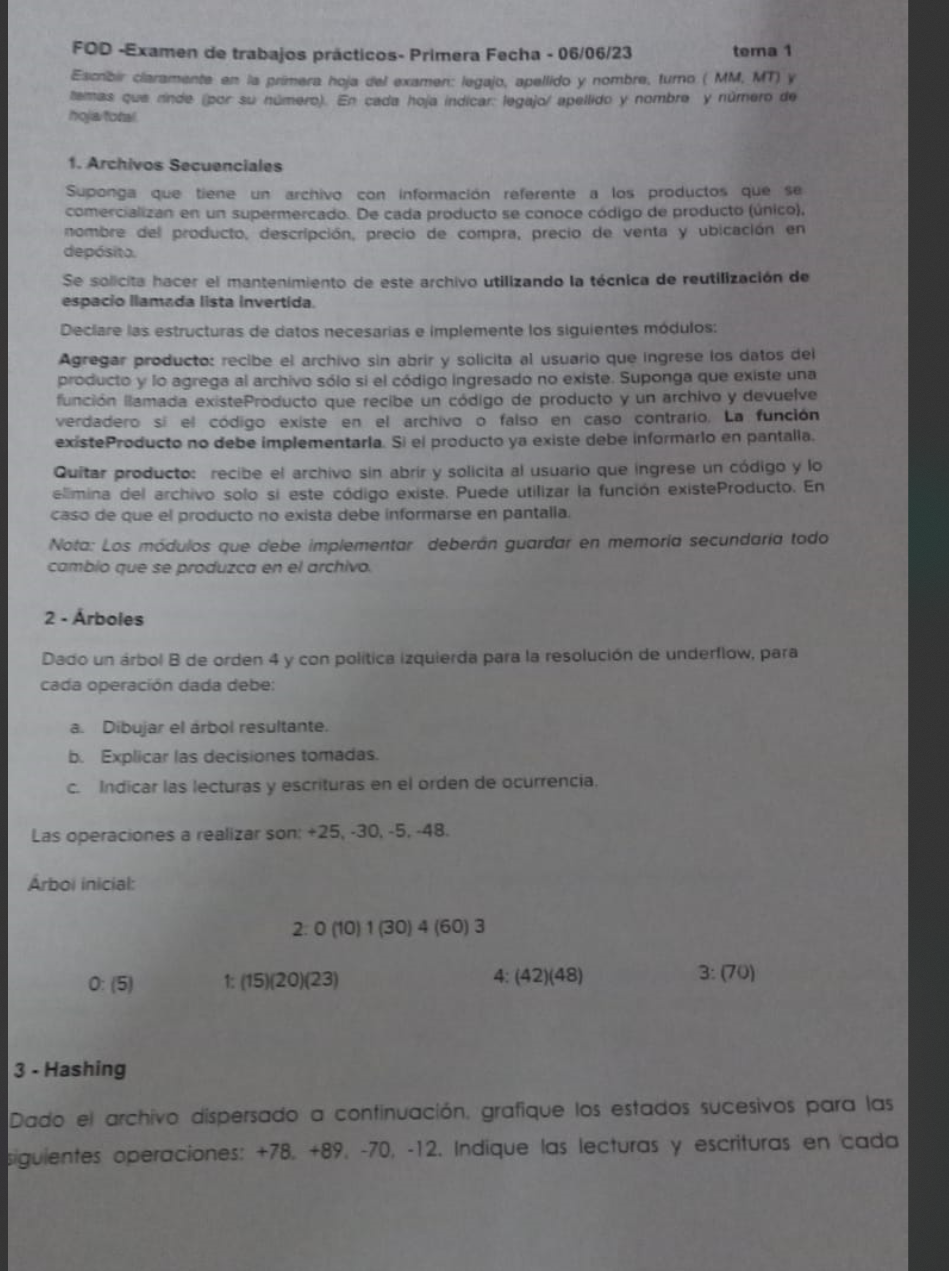 FOD -Examen de trabajos prácticos- Primera Fecha - 06/06/23 tema 1
Escribir claramente en la primera hoja del examen: legajo, apellido y nombre, turno ( MM, MT) y
temas que rinde (por su número). En cada hoja indicar: legajo/ apellido y nombre y número de
hoja/total.
1. Archivos Secuenciales
Suponga que tiene un archivo con información referente a los productos que se
comercializan en un supermercado. De cada producto se conoce código de producto (único),
nombre del producto, descripción, precio de compra, precio de venta y ubicación en
depósito.
Se solicita hacer el mantenimiento de este archivo utilizando la técnica de reutilización de
espacio llamada lista invertida.
Declare las estructuras de datos necesarias e implemente los siguientes módulos:
Agregar producto: recibe el archivo sin abrir y solicita al usuario que ingrese los datos del
producto y lo agrega al archivo sólo si el código ingresado no existe. Suponga que existe una
función llamada existeProducto que recibe un código de producto y un archivo y devuelve
verdadero si el código existe en el archivo o falso en caso contrario. La función
existeProducto no debe implementarla. Si el producto ya existe debe informarlo en pantalla.
Quitar producto: recibe el archivo sin abrir y solicita al usuario que ingrese un código y lo
elimina del archivo solo si este código existe. Puede utilizar la función existeProducto. En
caso de que el producto no exista debe informarse en pantalla.
Nota: Los módulos que debe implementar deberán guardar en memoria secundaria todo
cambio que se produzca en el archivo.
2 - Árboles
Dado un árbol B de orden 4 y con política izquierda para la resolución de underflow, para
cada operación dada debe:
a. Dibujar el árbol resultante.
b. Explicar las decisiones tomadas.
c. Indicar las lecturas y escrituras en el orden de ocurrencia.
Las operaciones a realizar son: +25, -30, -5, -48.
Árbol inicial:
2: 0 (10) 1 (30) 4 (60) 3
0: (5) 1: (15)(20)(23) 4: (42)(48) 3: (70)
3 - Hashing
Dado el archivo dispersado a continuación, grafique los estados sucesivos para las
siguientes operaciones: +78, +89, -70, -12. Indique las lecturas y escrituras en cada